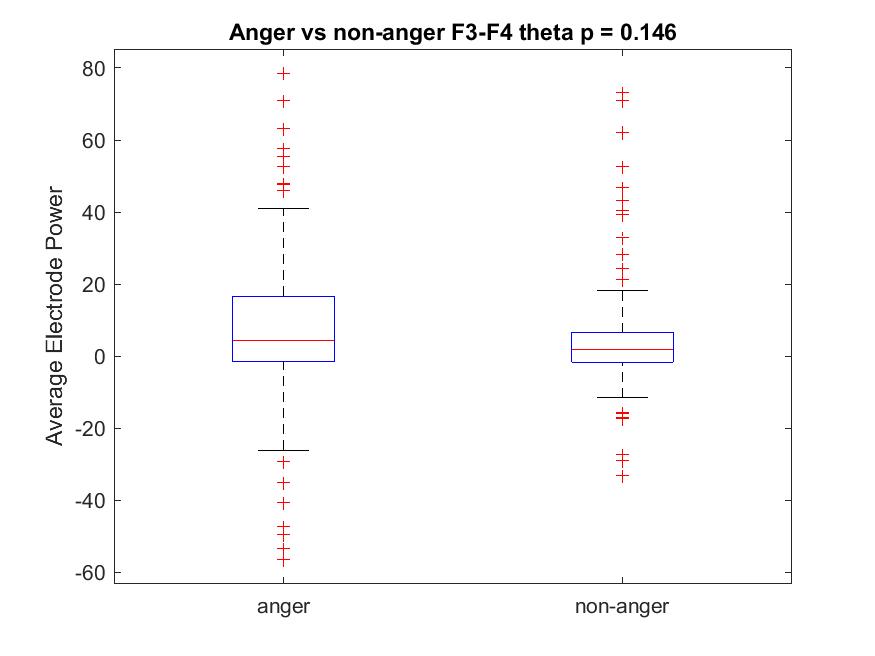 Anger vs non-anger F3-F4 theta p = 0.146
Average Electrode Power
80
60
40
20
0
-20
-40
-60
anger
non-anger